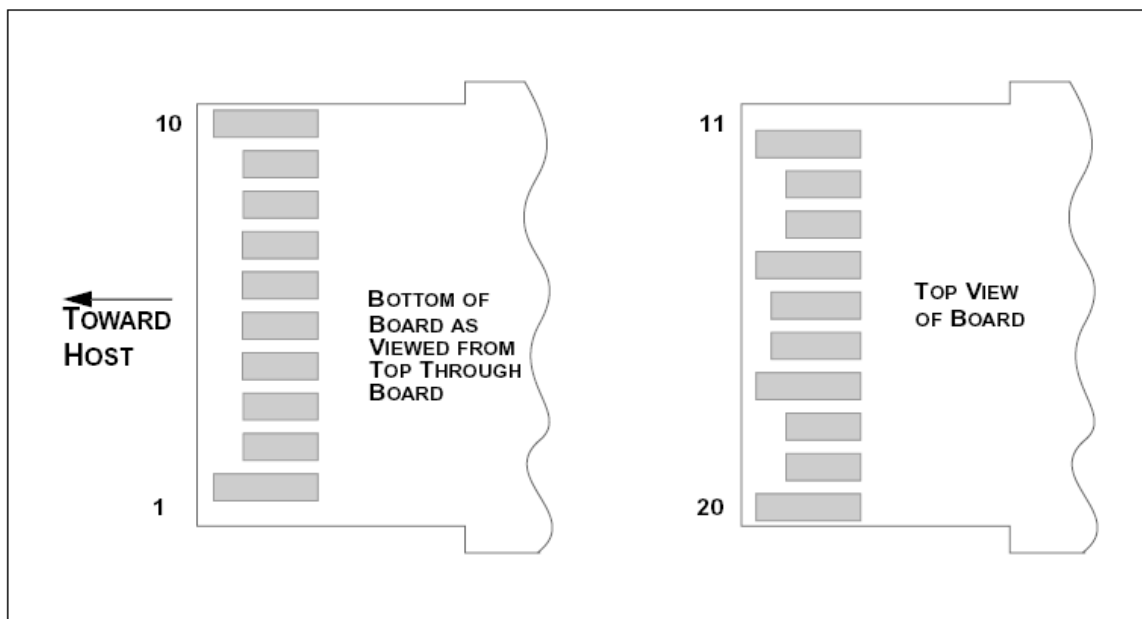 10
1
TOWARD
HOST
BOTTOM OF
BOARD AS
VIEWED FROM
TOP THROUGH
BOARD
11
20
TOP VIEW
OF BOARD